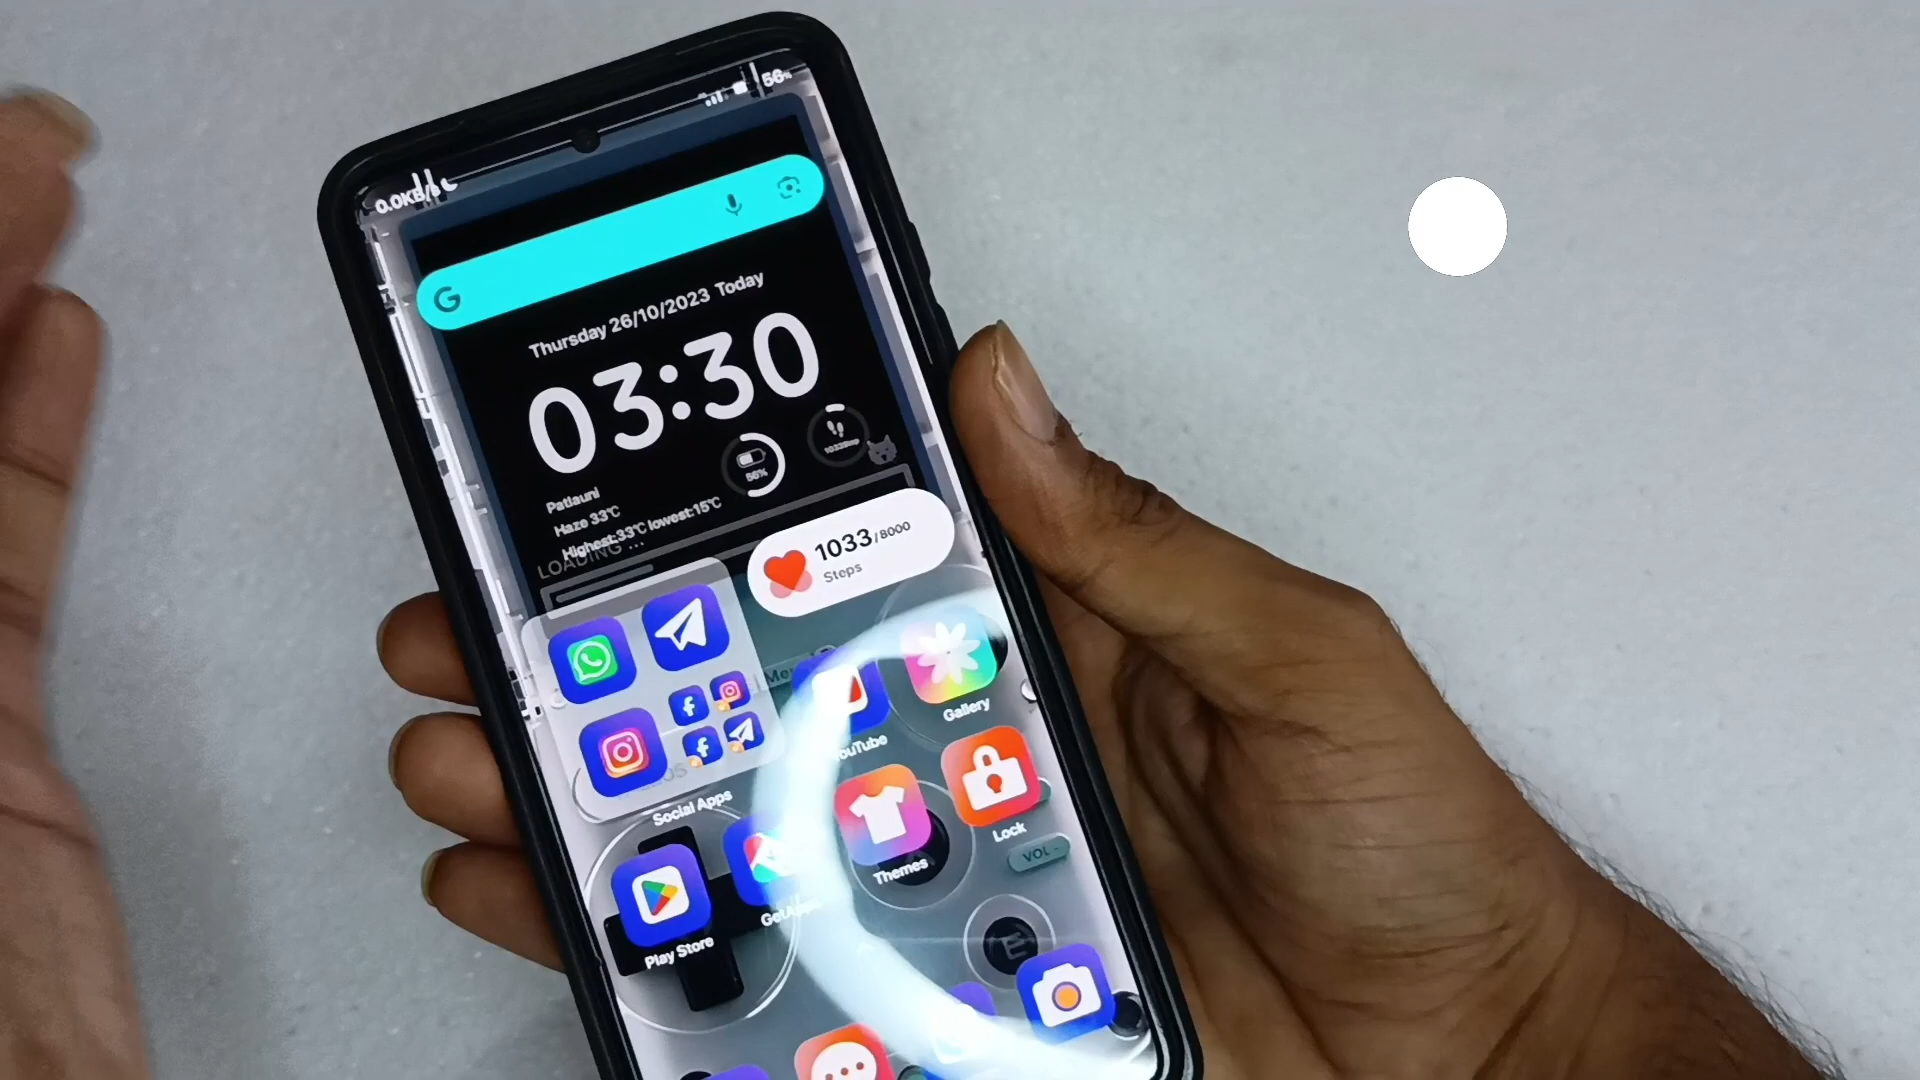 56%
0.0KB/s
G
Thursday 26/10/2023 Today
03:30
56%
Patlauni
Haze 33℃
Highest:33℃ lowest:15℃
LOADING ...
1033/8000
Steps
YouTube
Gallery
Social Apps
Themes
Lock
VOL -
Play Store
GetApps
E